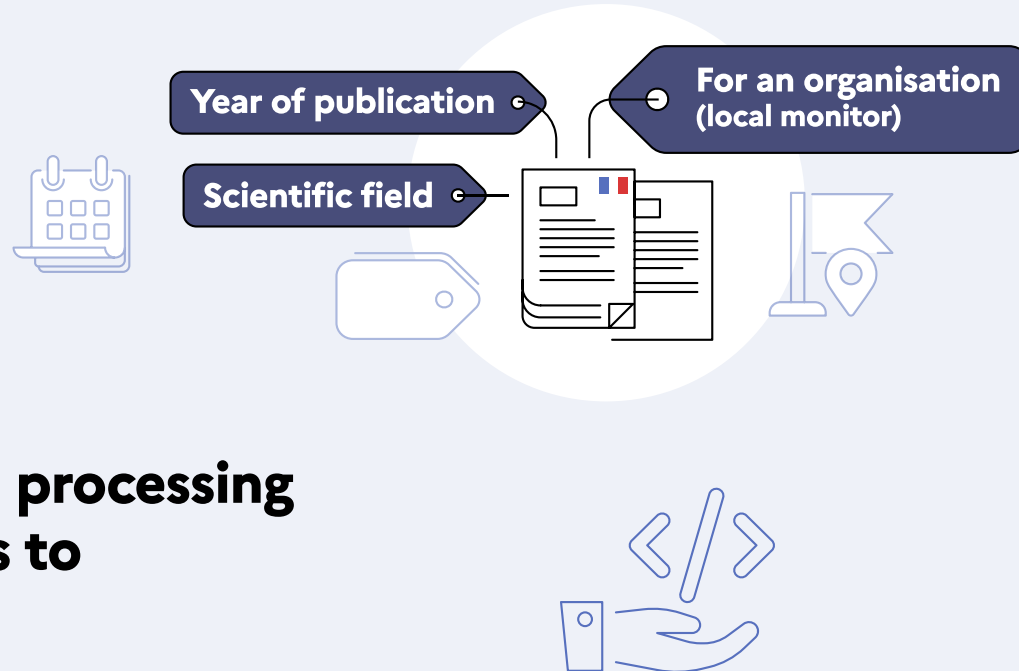 Year of publication
For an organisation
(local monitor)
Scientific field
processing
s to